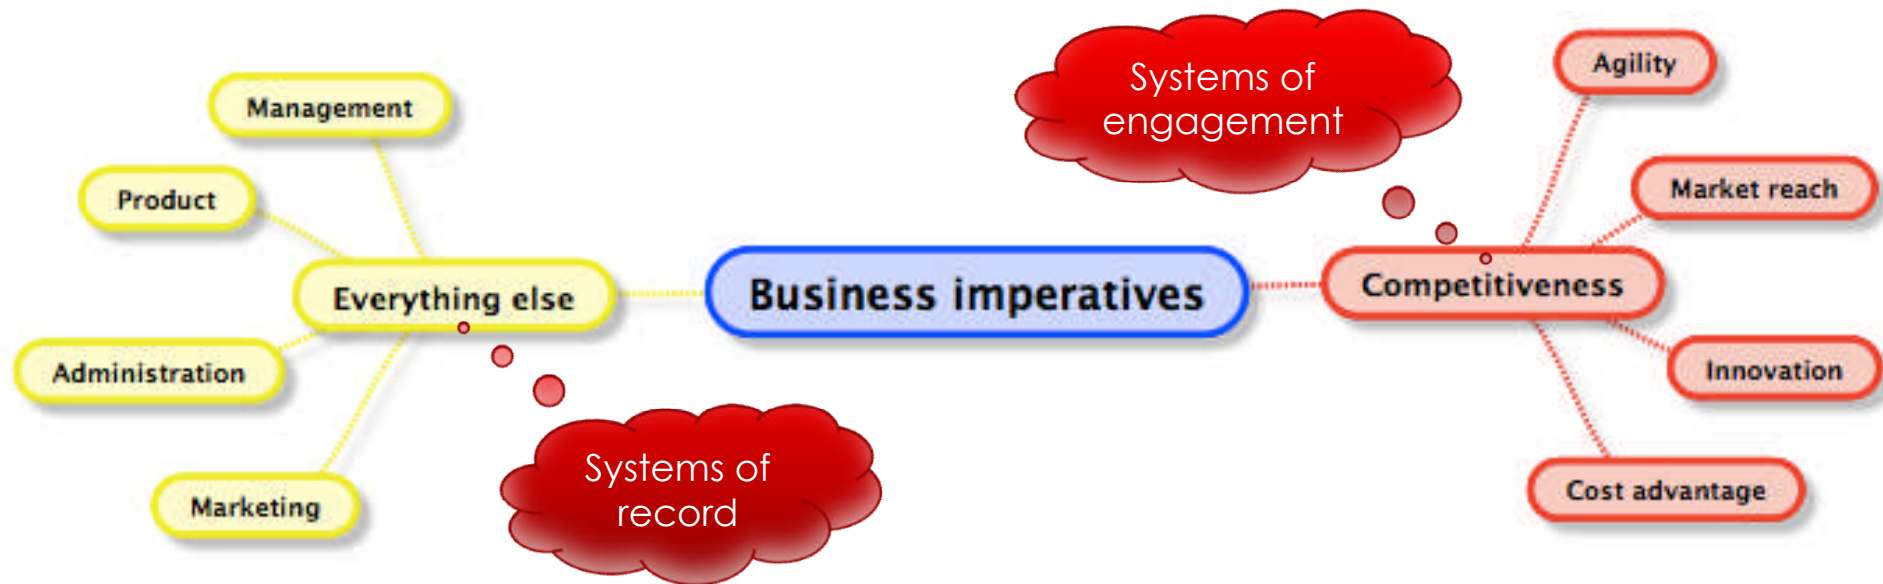 Systems of
engagement
Agility
Management
Market reach
Product
Competitiveness
Business imperatives
Everything else
Innovation
Administration
Systems of
record
Cost advantage
Marketing